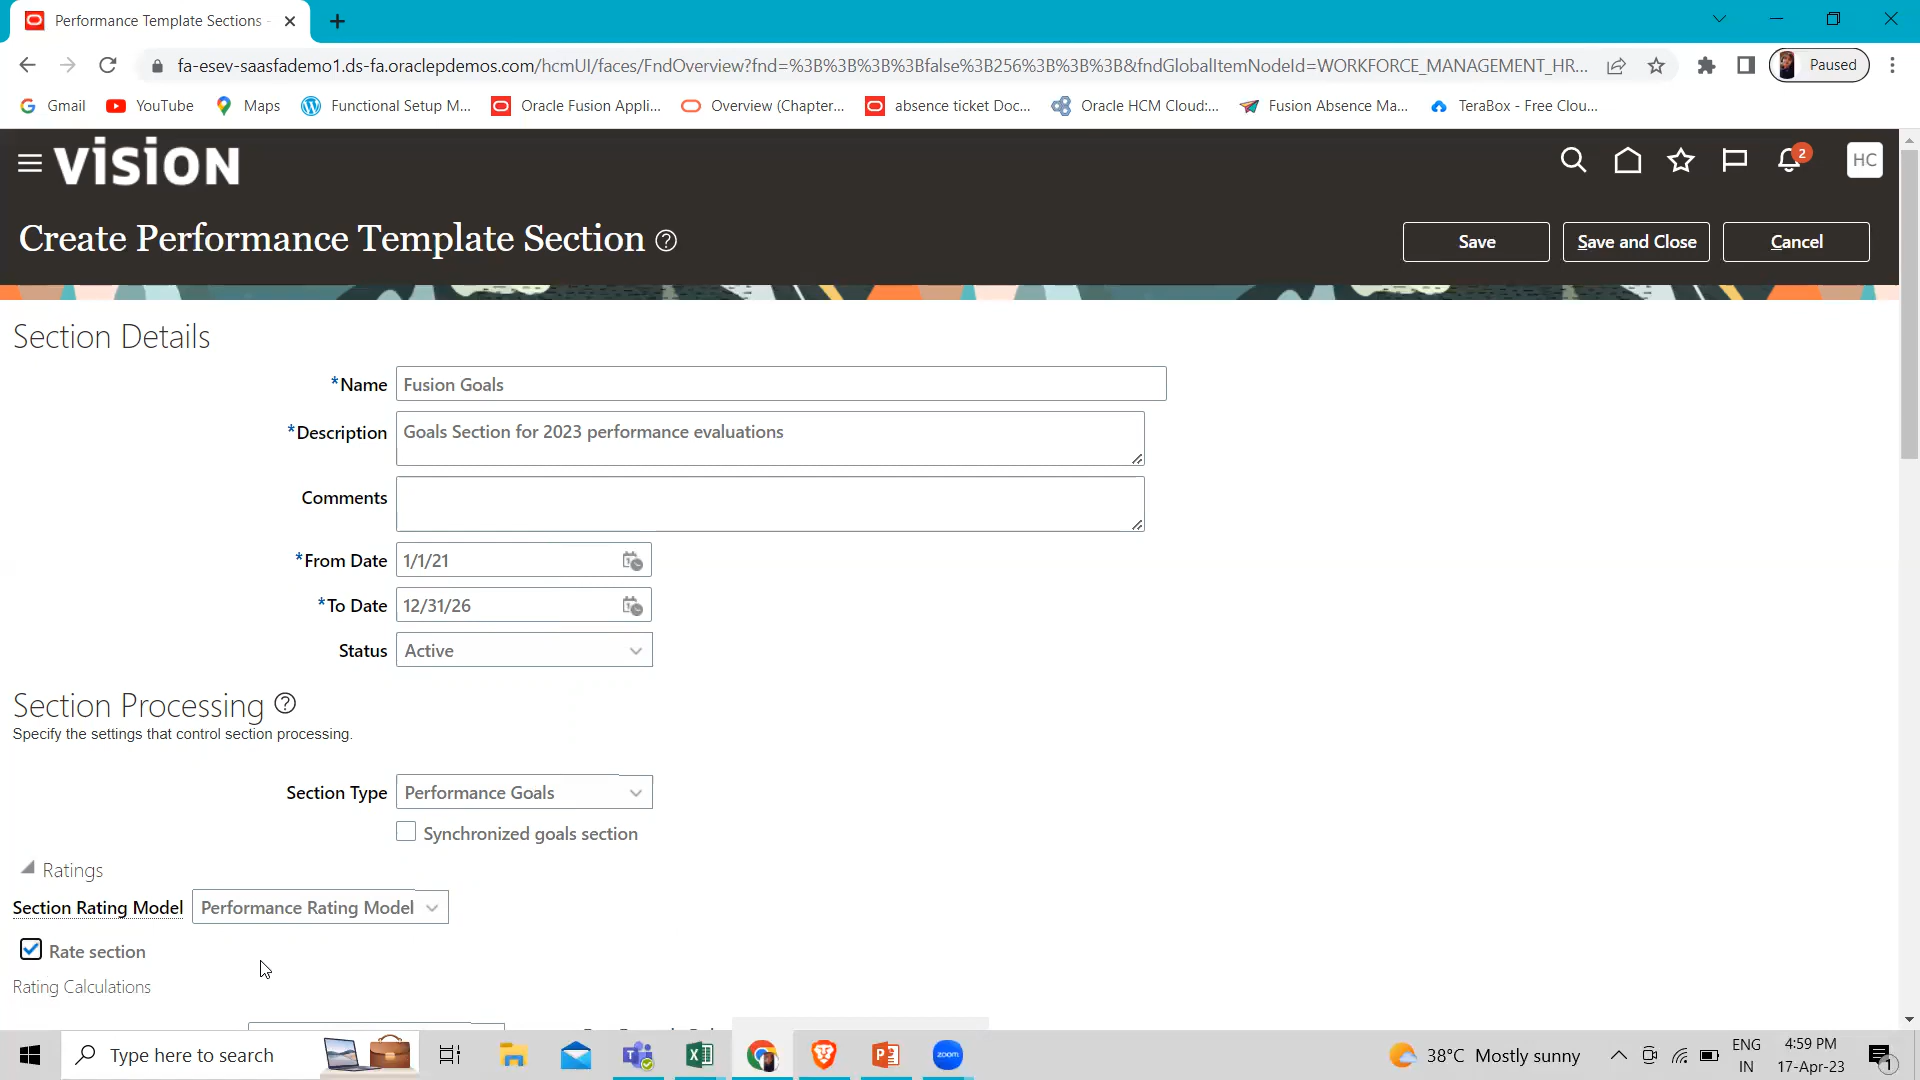 Performance Template Sections -
fa-esev-saasfademo1.ds-fa.oraclepdemos.com/hcmUI/faces/FndOverview?fnd=%3B%3B%3B%3Bfalse%3B256%3B%3B%3B&fndGlobalItemNodeId=WORKFORCE_MANAGEMENT_HR...
Paused
Gmail YouTube Maps Functional Setup M... Oracle Fusion Appli... Overview (Chapter... absence ticket Doc... Oracle HCM Cloud:... Fusion Absence Ma... TeraBox - Free Clou...
VISION
2
HC
Create Performance Template Section ?
Save Save and Close Cancel
Section Details
*Name Fusion Goals
*Description Goals Section for 2023 performance evaluations
Comments
*From Date 1/1/21
*To Date 12/31/26
Status Active
Section Processing ?
Specify the settings that control section processing.
Section Type Performance Goals
Synchronized goals section
Ratings
Section Rating Model Performance Rating Model
Rate section
Rating Calculations
Type here to search
zoom
38°C Mostly sunny
ENG
IN
4:59 PM
17-Apr-23
1